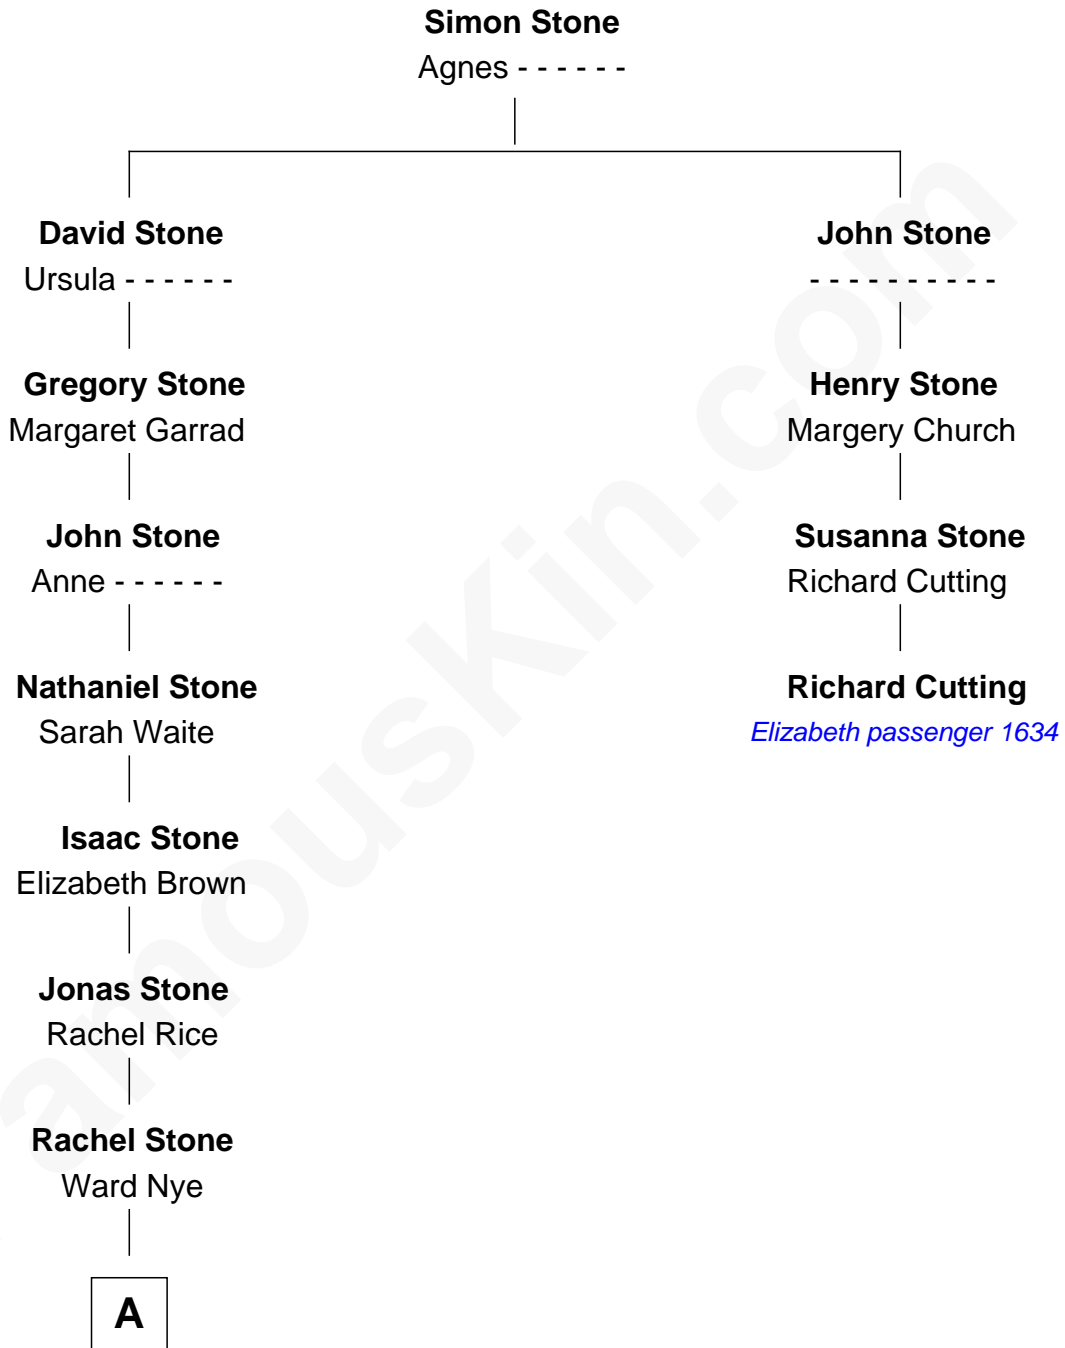 Simon Stone
Agnes - - - - - -
David Stone
Ursula - - - - - -
John Stone
- - - - - - - - - -
Gregory Stone
Margaret Garrad
Henry Stone
Margery Church
John Stone
Anne - - - - - -
Susanna Stone
Richard Cutting
Nathaniel Stone
Sarah Waite
Richard Cutting
Elizabeth passenger 1634
Isaac Stone
Elizabeth Brown
Jonas Stone
Rachel Rice
Rachel Stone
Ward Nye
A
amouskin.com